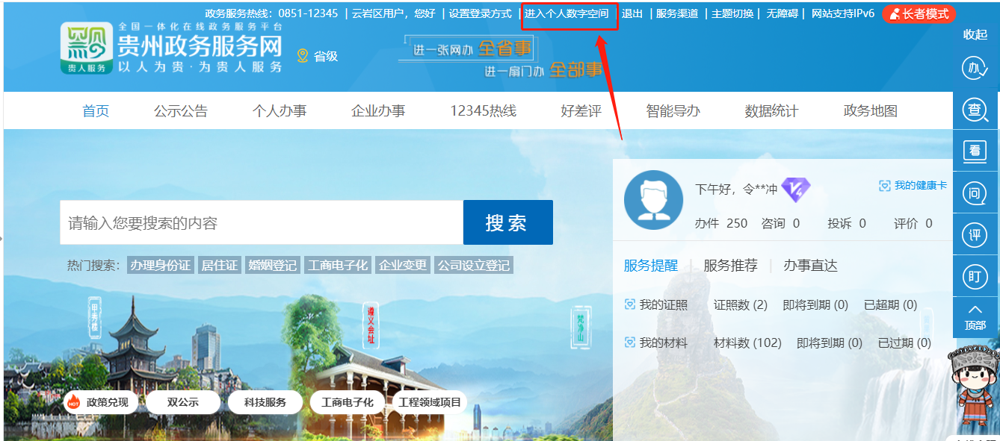 政务服务热线：0851-12345 | 云岩区用户，您好 | 设置登录方式 | 进入个人数字空间 | 退出 | 服务渠道 | 主题切换 | 无障碍 | 网站支持IPv6 长者模式
收起
全国一体化在线政务服务平台
贵州政务服务网
以人为贵·为贵人服务
贵人服务
省级
进一张网办 全省事
进一扇门办 全部事
办
首页 公示公告 个人办事 企业办事 12345热线 好差评 智能导办 数据统计 政务地图
查
看
问
评
盯
顶部
请输入您要搜索的内容
搜索
热门搜索： 办理身份证 居住证 婚姻登记 工商电子化 企业变更 公司设立登记
下午好，令**冲 V4 我的健康卡
办件 250 咨询 0 投诉 0 评价 0
服务提醒 | 服务推荐 | 办事直达
我的证照 证照数 (2) 即将到期 (0) 已超期 (0)
我的材料 材料数 (102) 即将到期 (0) 已过期 (0)
甲秀楼
遵义会址
梵净山
HOT 政策兑现 双公示 科技服务 工商电子化 工程领域项目